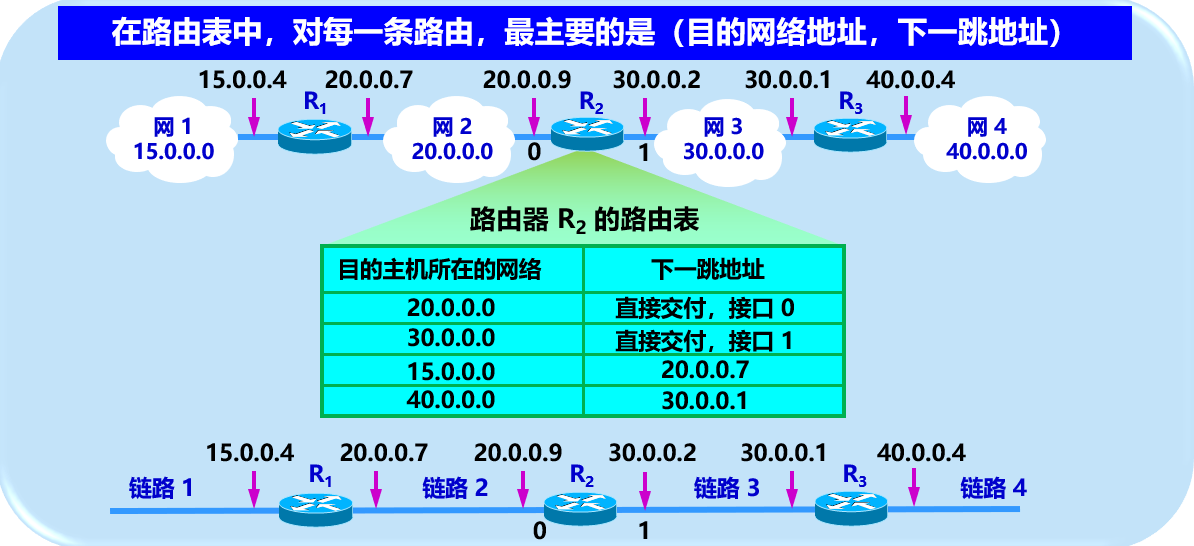 在路由表中，对每一条路由，最主要的是（目的网络地址，下一跳地址）
15.0.0.4 20.0.0.7 20.0.0.9 30.0.0.2 30.0.0.1 40.0.0.4
R1 R2 R3
网 1 网 2 网 3 网 4
15.0.0.0 20.0.0.0 0 1 30.0.0.0 40.0.0.0
路由器 R2 的路由表
目的主机所在的网络 下一跳地址
20.0.0.0 直接交付，接口 0
30.0.0.0 直接交付，接口 1
15.0.0.0 20.0.0.7
40.0.0.0 30.0.0.1
15.0.0.4 20.0.0.7 20.0.0.9 30.0.0.2 30.0.0.1 40.0.0.4
R1 R2 R3
链路 1 链路 2 链路 3 链路 4
0 1